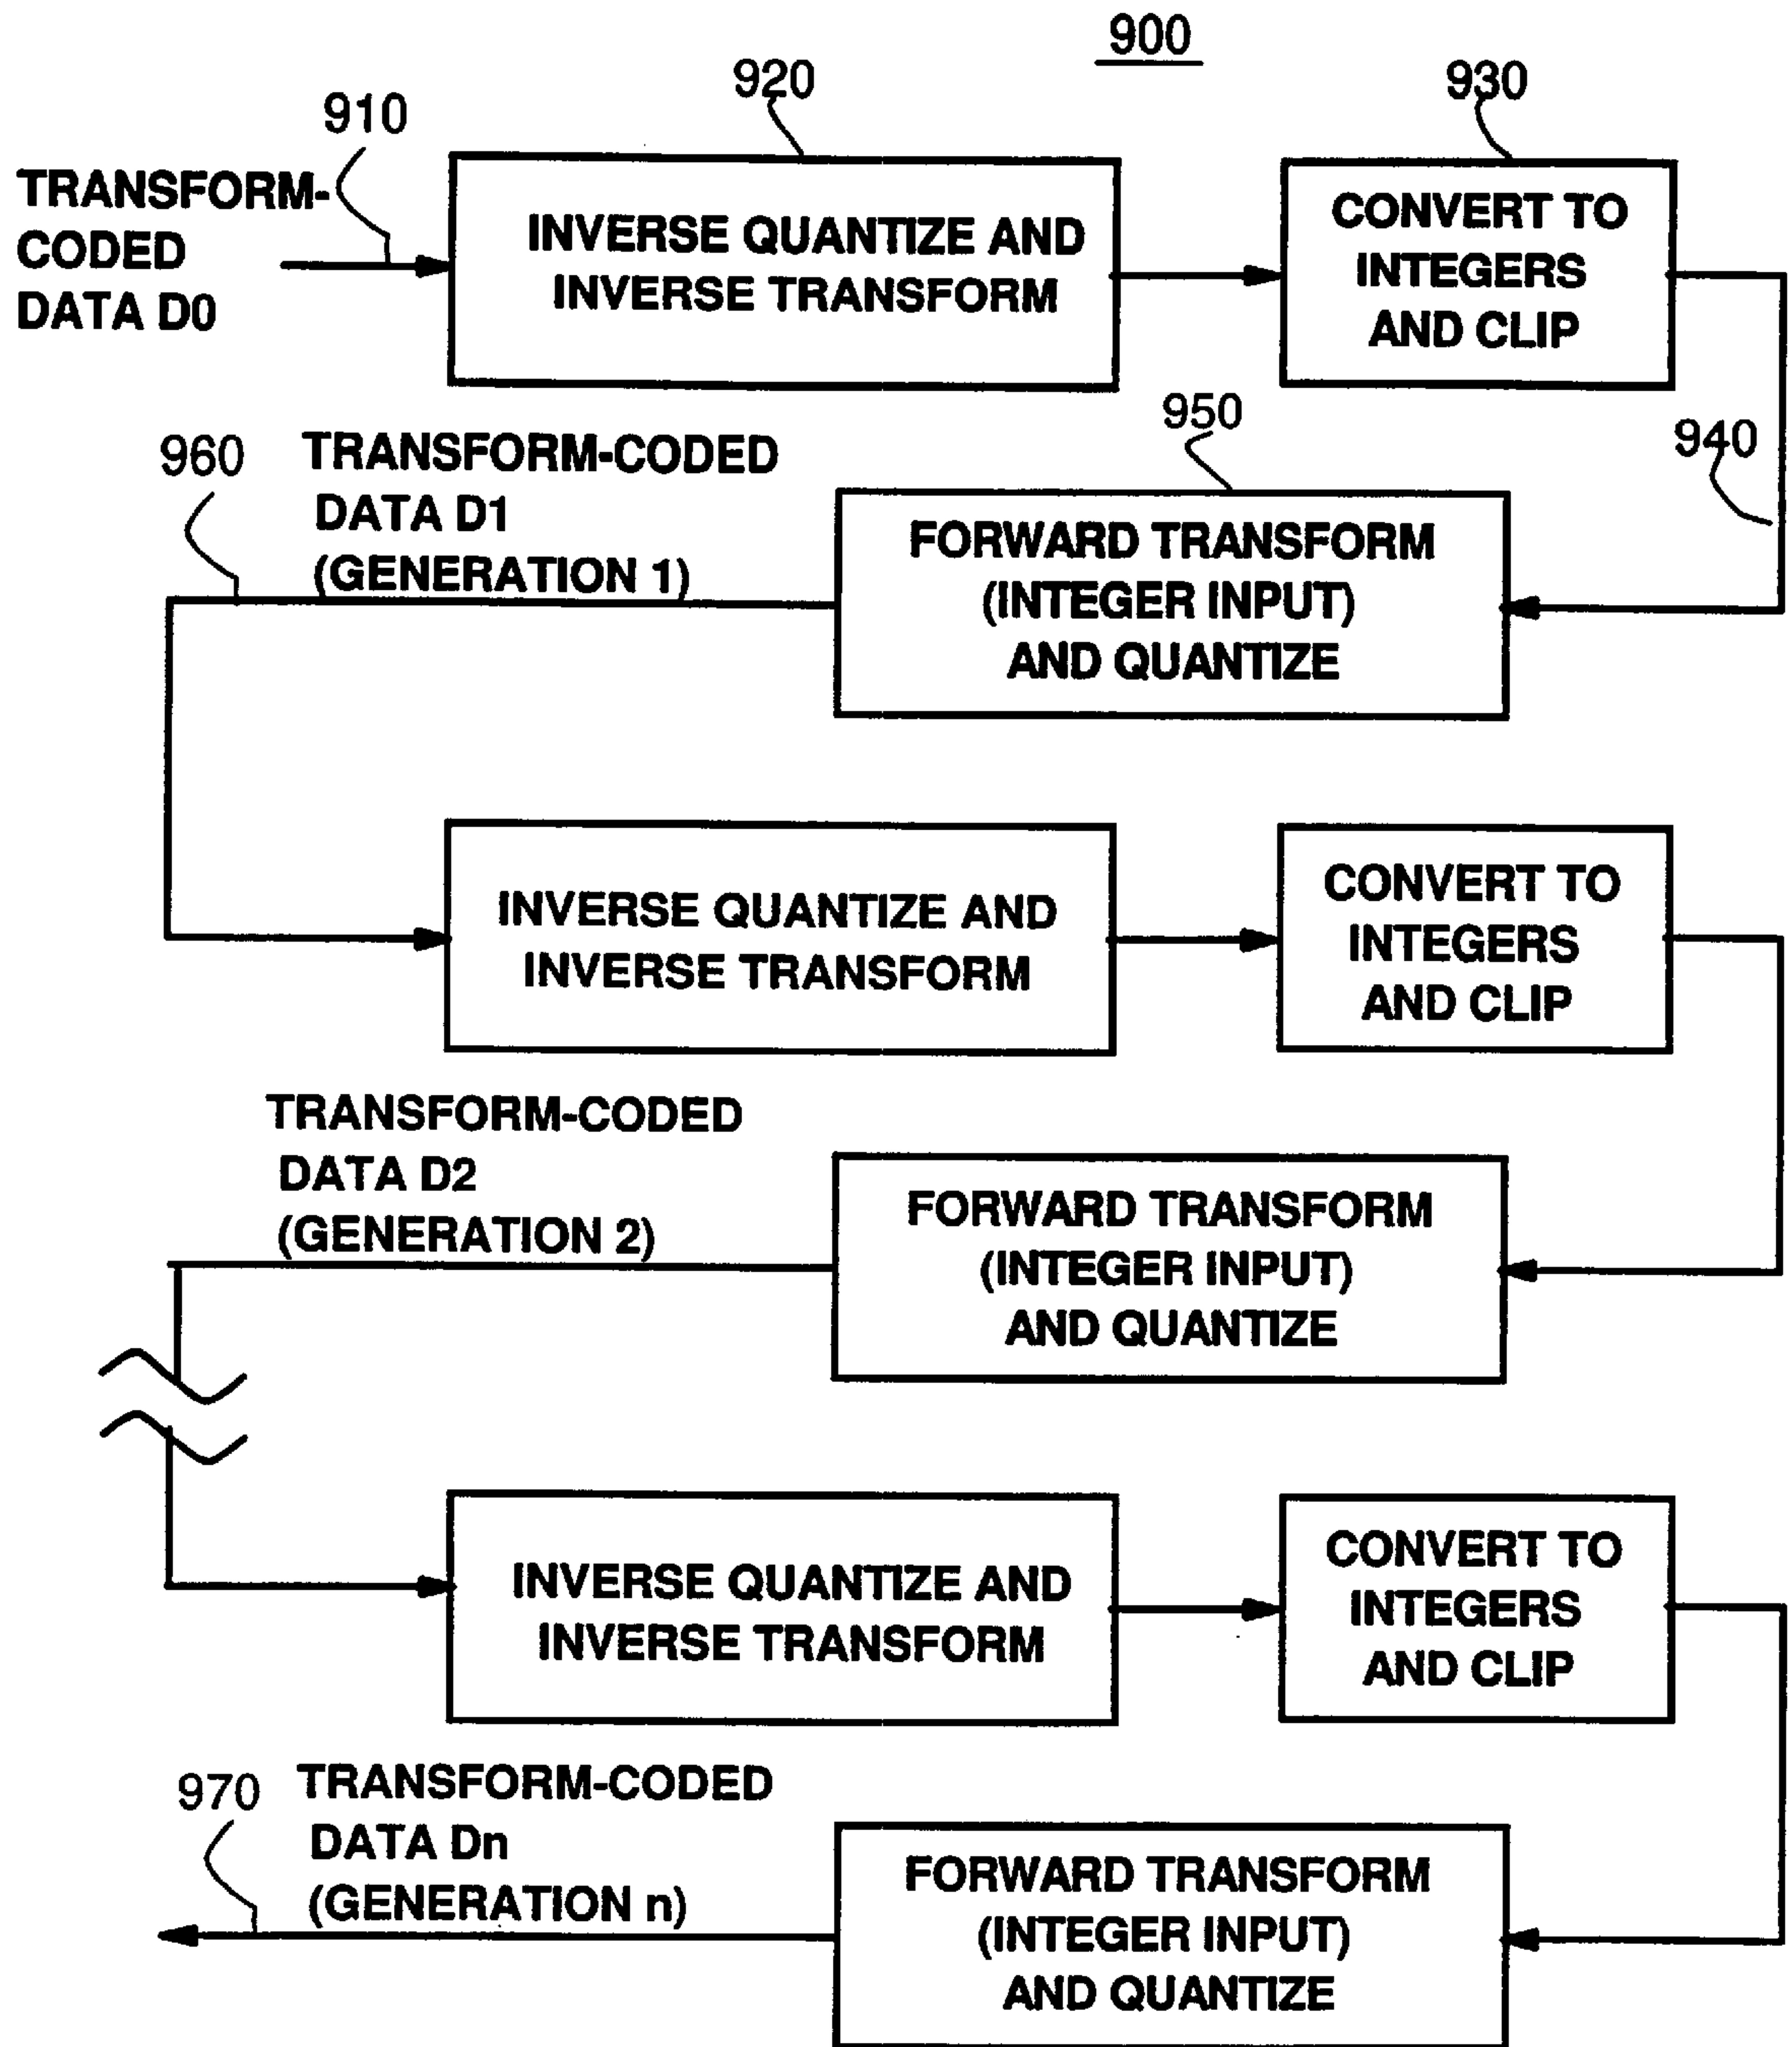 900
910
920
930
TRANSFORM-
CODED
DATA D0
INVERSE QUANTIZE AND
INVERSE TRANSFORM
CONVERT TO
INTEGERS
AND CLIP
940
950
960
TRANSFORM-CODED
DATA D1
(GENERATION 1)
FORWARD TRANSFORM
(INTEGER INPUT)
AND QUANTIZE
INVERSE QUANTIZE AND
INVERSE TRANSFORM
CONVERT TO
INTEGERS
AND CLIP
TRANSFORM-CODED
DATA D2
(GENERATION 2)
FORWARD TRANSFORM
(INTEGER INPUT)
AND QUANTIZE
INVERSE QUANTIZE AND
INVERSE TRANSFORM
CONVERT TO
INTEGERS
AND CLIP
970
TRANSFORM-CODED
DATA Dn
(GENERATION n)
FORWARD TRANSFORM
(INTEGER INPUT)
AND QUANTIZE